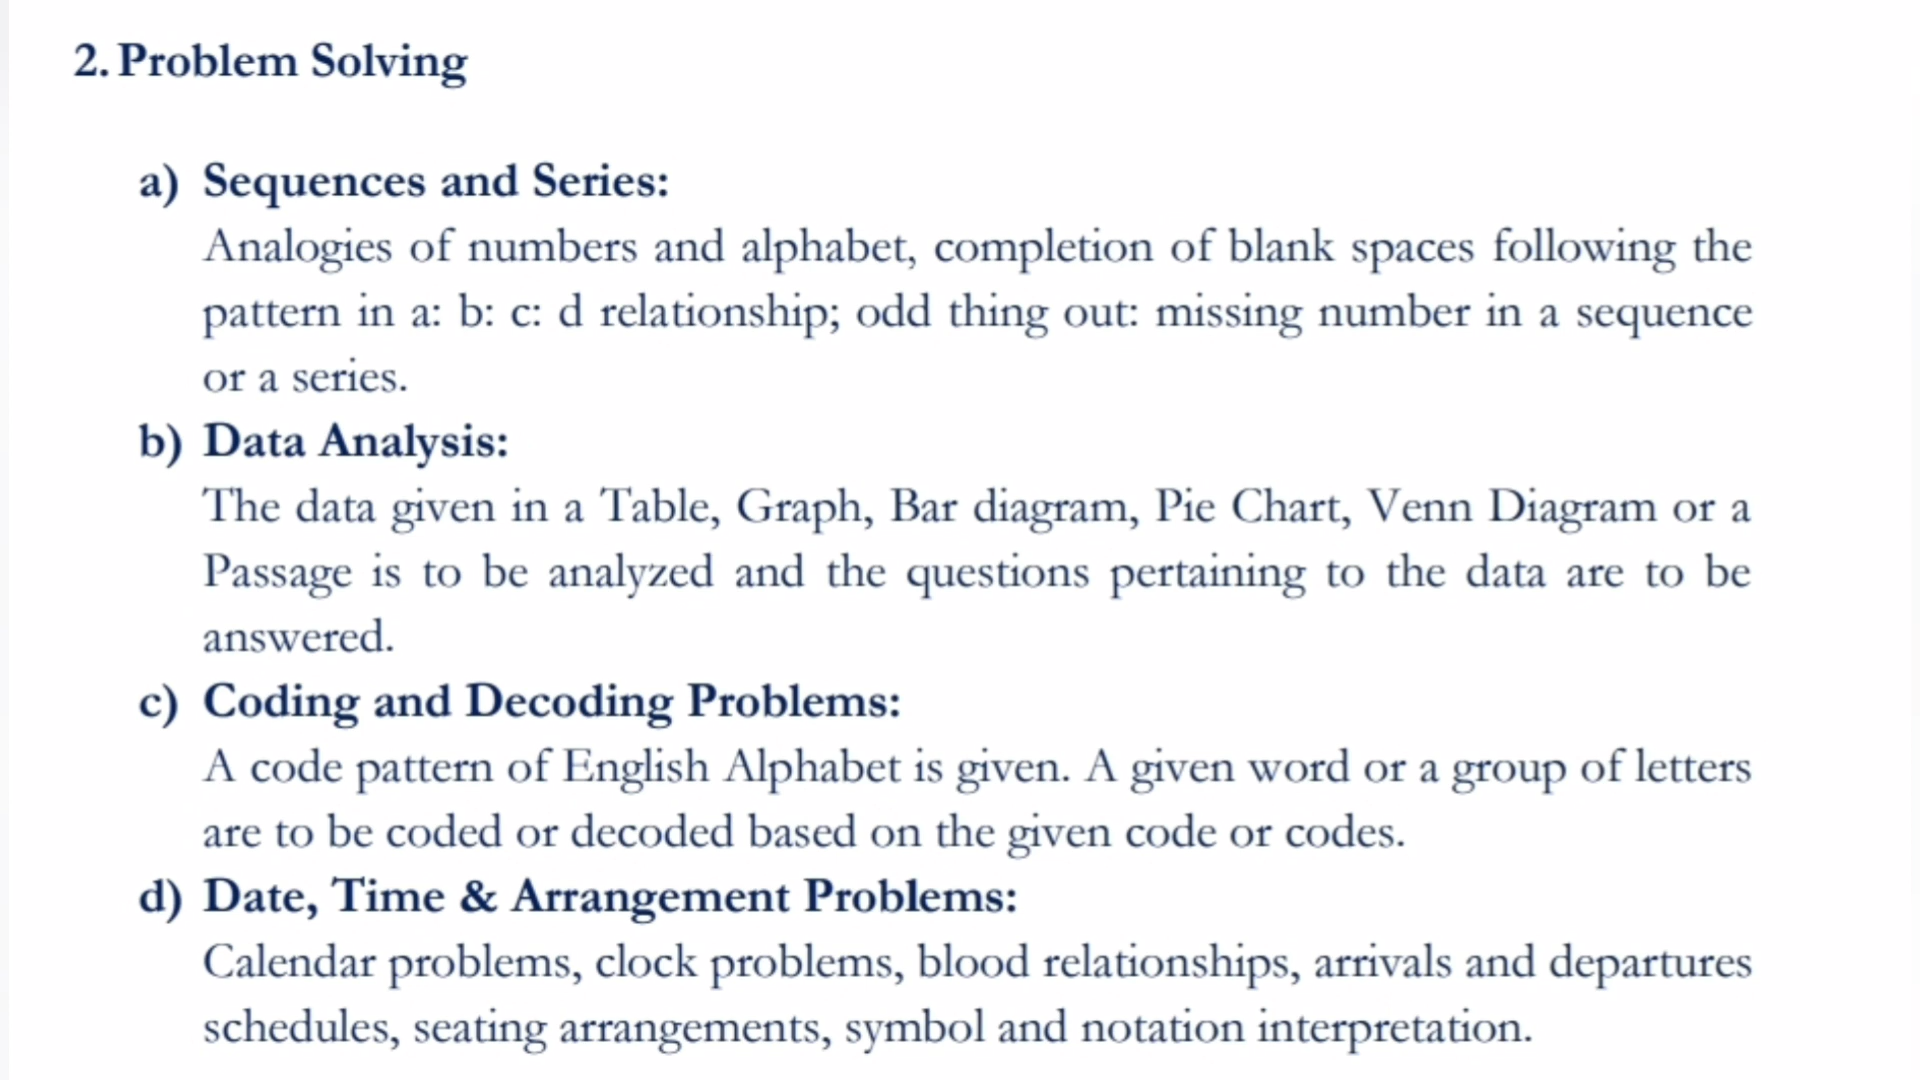 2. Problem Solving
a) Sequences and Series:
Analogies of numbers and alphabet, completion of blank spaces following the
pattern in a: b: c: d relationship; odd thing out: missing number in a sequence
or a series.
b) Data Analysis:
The data given in a Table, Graph, Bar diagram, Pie Chart, Venn Diagram or a
Passage is to be analyzed and the questions pertaining to the data are to be
answered.
c) Coding and Decoding Problems:
A code pattern of English Alphabet is given. A given word or a group of letters
are to be coded or decoded based on the given code or codes.
d) Date, Time & Arrangement Problems:
Calendar problems, clock problems, blood relationships, arrivals and departures
schedules, seating arrangements, symbol and notation interpretation.